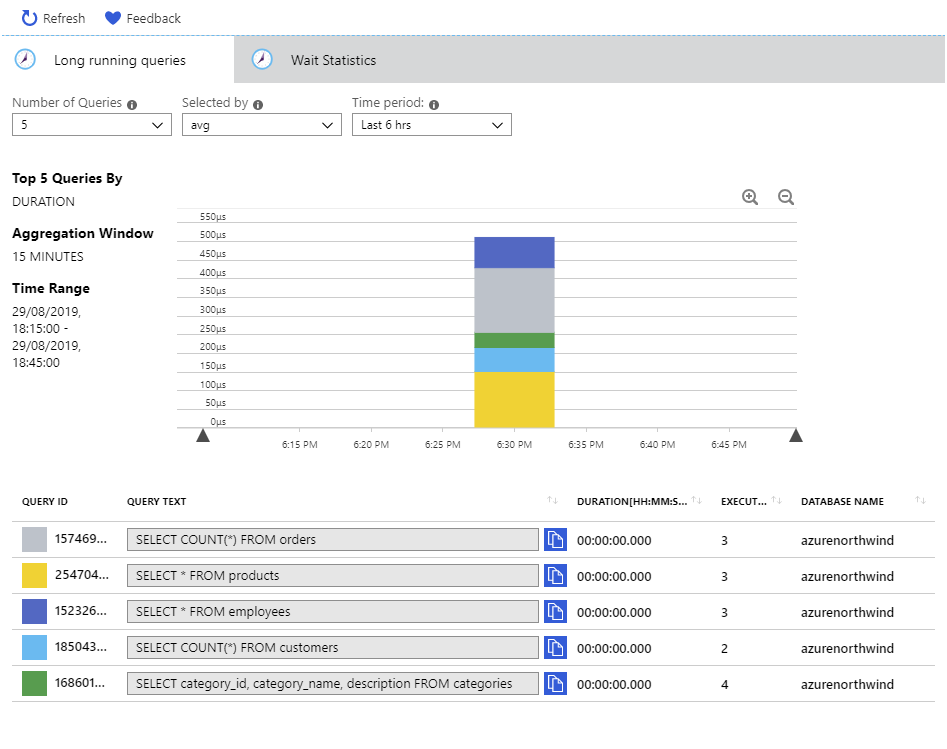 Refresh Feedback
Long running queries Wait Statistics
Number of Queries Selected by Time period:
5 avg Last 6 hrs
Top 5 Queries By
DURATION
Aggregation Window
15 MINUTES
Time Range
29/08/2019,
18:15:00 -
29/08/2019,
18:45:00
550µs
500µs
450µs
400µs
350µs
300µs
250µs
200µs
150µs
100µs
50µs
0µs
6:15 PM 6:20 PM 6:25 PM 6:30 PM 6:35 PM 6:40 PM 6:45 PM
QUERY ID QUERY TEXT DURATION[HH:MM:S... EXECUT... DATABASE NAME
157469... SELECT COUNT(*) FROM orders 00:00:00.000 3 azurenorthwind
254704... SELECT * FROM products 00:00:00.000 3 azurenorthwind
152326... SELECT * FROM employees 00:00:00.000 3 azurenorthwind
185043... SELECT COUNT(*) FROM customers 00:00:00.000 2 azurenorthwind
168601... SELECT category_id, category_name, description FROM categories 00:00:00.000 4 azurenorthwind